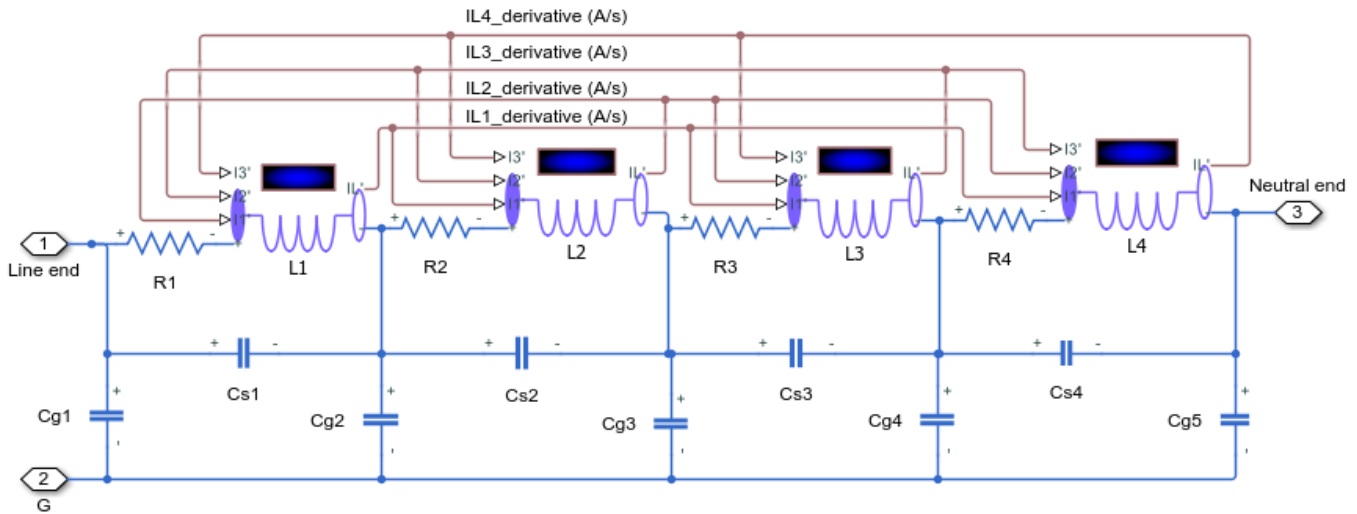 IL4_derivative (A/s)
IL3_derivative (A/s)
IL2_derivative (A/s)
IL1_derivative (A/s)
I3' I2' I1' IL'
I3' I2' I1' IL'
I3' I2' I1' IL'
I3' I2' I1' IL'
1
Line end
+ - + - + - + -
R1 L1 R2 L2 R3 L3 R4 L4
Neutral end
3
+ - + - + - + -
Cs1 Cs2 Cs3 Cs4
+ + + + +
Cg1 Cg2 Cg3 Cg4 Cg5
- - - - -
2
G